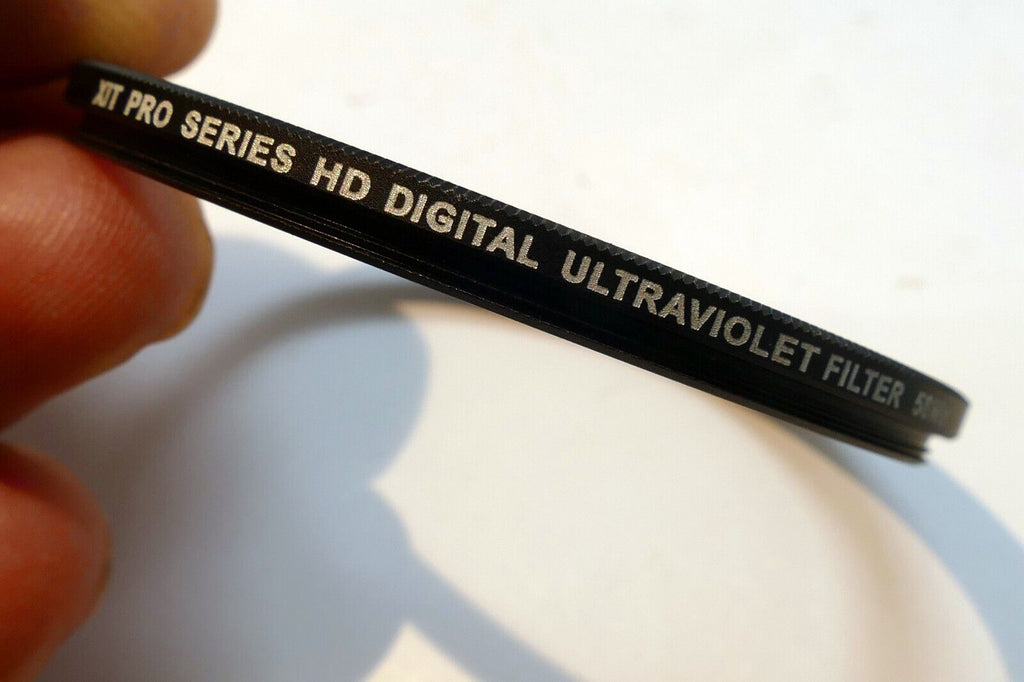 XIT PRO SERIES HD DIGITAL ULTRAVIOLET FILTER